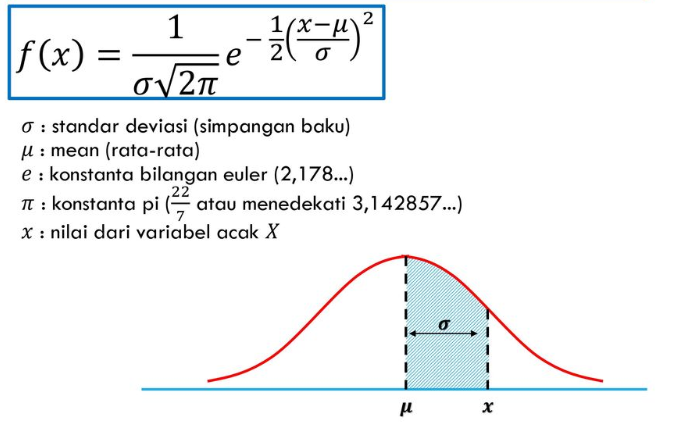 f(x) = 1/(σ√2π) e^(-1/2((x−μ)/σ)^2)
σ : standar deviasi (simpangan baku)
μ : mean (rata-rata)
e : konstanta bilangan euler (2,178...)
π : konstanta pi (22/7 atau menedekati 3,142857...)
x : nilai dari variabel acak X
σ
μ x